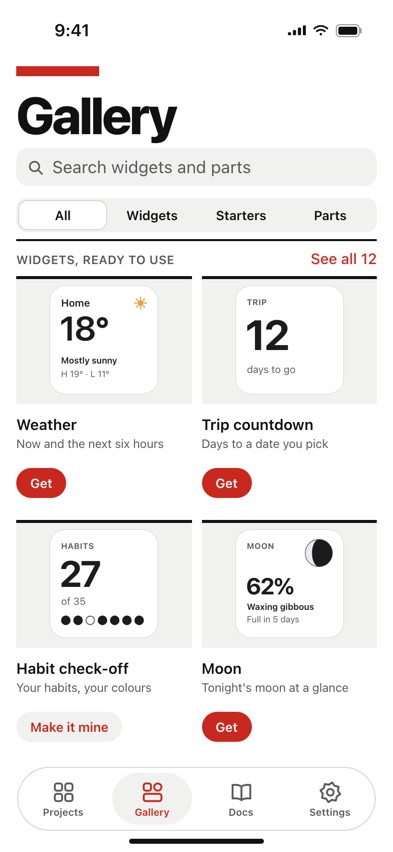 9:41
Gallery
Search widgets and parts
All Widgets Starters Parts
WIDGETS, READY TO USE See all 12
Home
18°
Mostly sunny
H 19° · L 11°
Weather
Now and the next six hours
Get
TRIP
12
days to go
Trip countdown
Days to a date you pick
Get
HABITS
27
of 35
Habit check-off
Your habits, your colours
Make it mine
MOON
62%
Waxing gibbous
Full in 5 days
Moon
Tonight's moon at a glance
Get
Projects Gallery Docs Settings